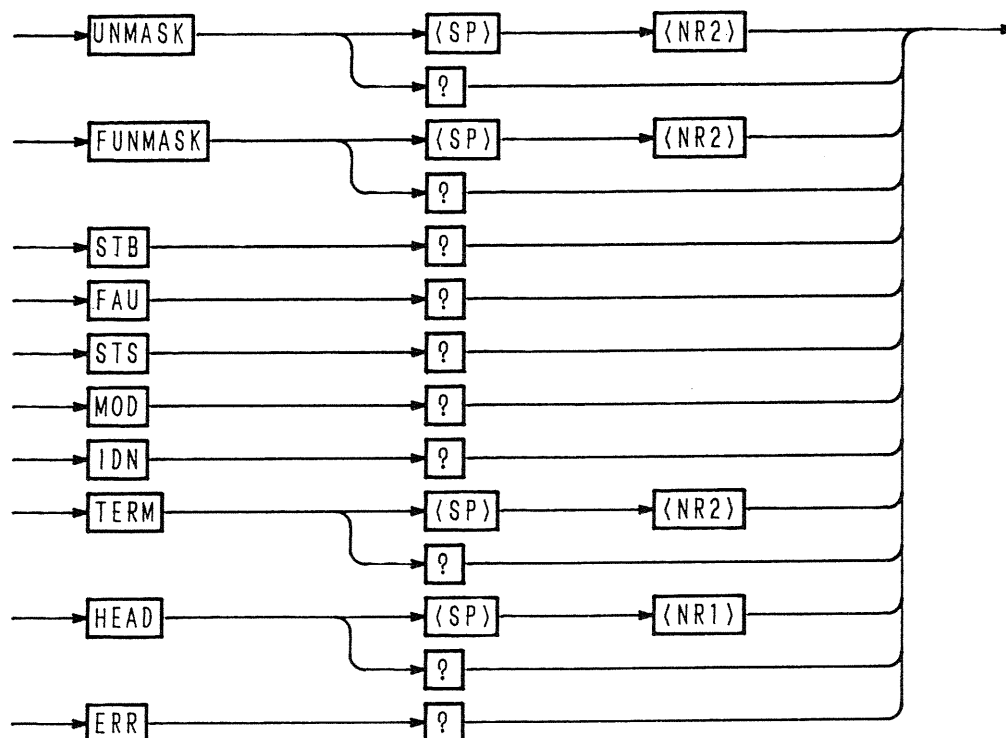 UNMASK ⟨SP⟩ ⟨NR2⟩
?
FUNMASK ⟨SP⟩ ⟨NR2⟩
?
STB ?
FAU ?
STS ?
MOD ?
IDN ?
TERM ⟨SP⟩ ⟨NR2⟩
?
HEAD ⟨SP⟩ ⟨NR1⟩
?
ERR ?